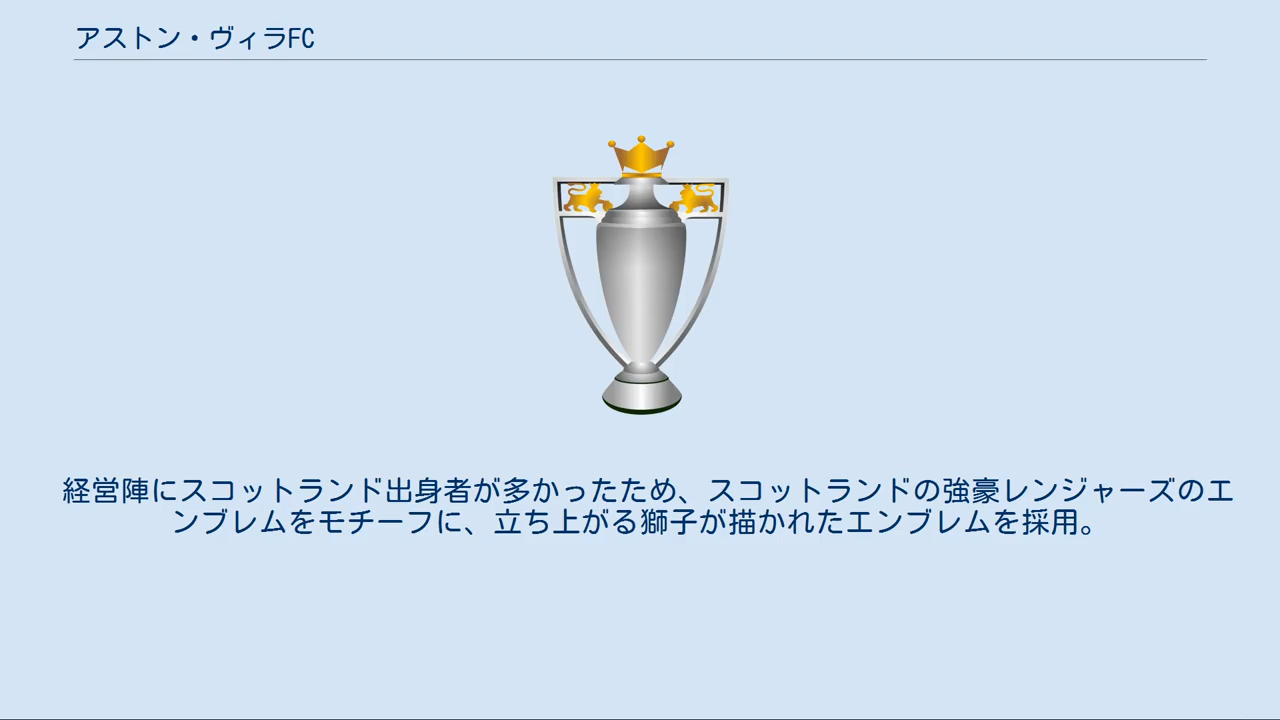 アストン・ヴィラFC
経営陣にスコットランド出身者が多かったため、スコットランドの強豪レンジャーズのエ
ンブレムをモチーフに、立ち上がる獅子が描かれたエンブレムを採用。